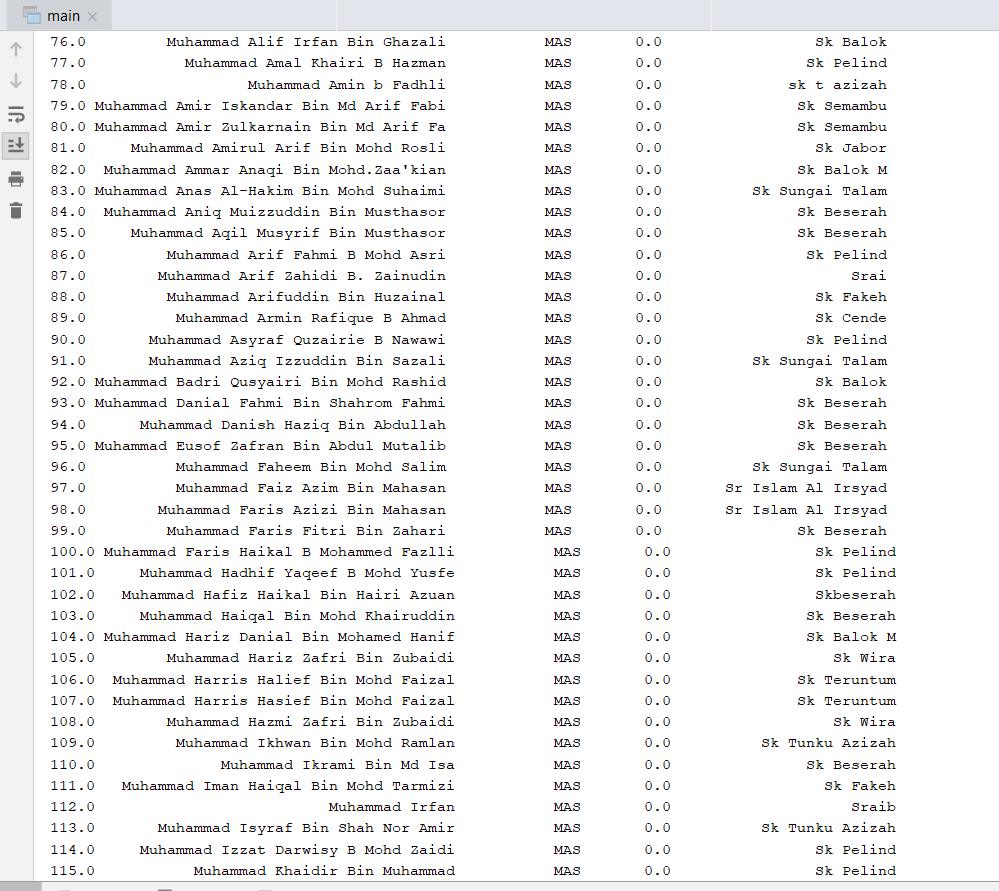 main
76.0 Muhammad Alif Irfan Bin Ghazali MAS 0.0 Sk Balok
77.0 Muhammad Amal Khairi B Hazman MAS 0.0 Sk Pelind
78.0 Muhammad Amin b Fadhli MAS 0.0 sk t azizah
79.0 Muhammad Amir Iskandar Bin Md Arif Fabi MAS 0.0 Sk Semambu
80.0 Muhammad Amir Zulkarnain Bin Md Arif Fa MAS 0.0 Sk Semambu
81.0 Muhammad Amirul Arif Bin Mohd Rosli MAS 0.0 Sk Jabor
82.0 Muhammad Ammar Anaqi Bin Mohd.Zaa'kian MAS 0.0 Sk Balok M
83.0 Muhammad Anas Al-Hakim Bin Mohd Suhaimi MAS 0.0 Sk Sungai Talam
84.0 Muhammad Aniq Muizzuddin Bin Musthasor MAS 0.0 Sk Beserah
85.0 Muhammad Aqil Musyrif Bin Musthasor MAS 0.0 Sk Beserah
86.0 Muhammad Arif Fahmi B Mohd Asri MAS 0.0 Sk Pelind
87.0 Muhammad Arif Zahidi B. Zainudin MAS 0.0 Srai
88.0 Muhammad Arifuddin Bin Huzainal MAS 0.0 Sk Fakeh
89.0 Muhammad Armin Rafique B Ahmad MAS 0.0 Sk Cende
90.0 Muhammad Asyraf Quzairie B Nawawi MAS 0.0 Sk Pelind
91.0 Muhammad Aziq Izzuddin Bin Sazali MAS 0.0 Sk Sungai Talam
92.0 Muhammad Badri Qusyairi Bin Mohd Rashid MAS 0.0 Sk Balok
93.0 Muhammad Danial Fahmi Bin Shahrom Fahmi MAS 0.0 Sk Beserah
94.0 Muhammad Danish Haziq Bin Abdullah MAS 0.0 Sk Beserah
95.0 Muhammad Eusof Zafran Bin Abdul Mutalib MAS 0.0 Sk Beserah
96.0 Muhammad Faheem Bin Mohd Salim MAS 0.0 Sk Sungai Talam
97.0 Muhammad Faiz Azim Bin Mahasan MAS 0.0 Sr Islam Al Irsyad
98.0 Muhammad Faris Azizi Bin Mahasan MAS 0.0 Sr Islam Al Irsyad
99.0 Muhammad Faris Fitri Bin Zahari MAS 0.0 Sk Beserah
100.0 Muhammad Faris Haikal B Mohammed Fazlli MAS 0.0 Sk Pelind
101.0 Muhammad Hadhif Yaqeef B Mohd Yusfe MAS 0.0 Sk Pelind
102.0 Muhammad Hafiz Haikal Bin Hairi Azuan MAS 0.0 Skbeserah
103.0 Muhammad Haiqal Bin Mohd Khairuddin MAS 0.0 Sk Beserah
104.0 Muhammad Hariz Danial Bin Mohamed Hanif MAS 0.0 Sk Balok M
105.0 Muhammad Hariz Zafri Bin Zubaidi MAS 0.0 Sk Wira
106.0 Muhammad Harris Halief Bin Mohd Faizal MAS 0.0 Sk Teruntum
107.0 Muhammad Harris Hasief Bin Mohd Faizal MAS 0.0 Sk Teruntum
108.0 Muhammad Hazmi Zafri Bin Zubaidi MAS 0.0 Sk Wira
109.0 Muhammad Ikhwan Bin Mohd Ramlan MAS 0.0 Sk Tunku Azizah
110.0 Muhammad Ikrami Bin Md Isa MAS 0.0 Sk Beserah
111.0 Muhammad Iman Haiqal Bin Mohd Tarmizi MAS 0.0 Sk Fakeh
112.0 Muhammad Irfan MAS 0.0 Sraib
113.0 Muhammad Isyraf Bin Shah Nor Amir MAS 0.0 Sk Tunku Azizah
114.0 Muhammad Izzat Darwisy B Mohd Zaidi MAS 0.0 Sk Pelind
115.0 Muhammad Khaidir Bin Muhammad MAS 0.0 Sk Pelind